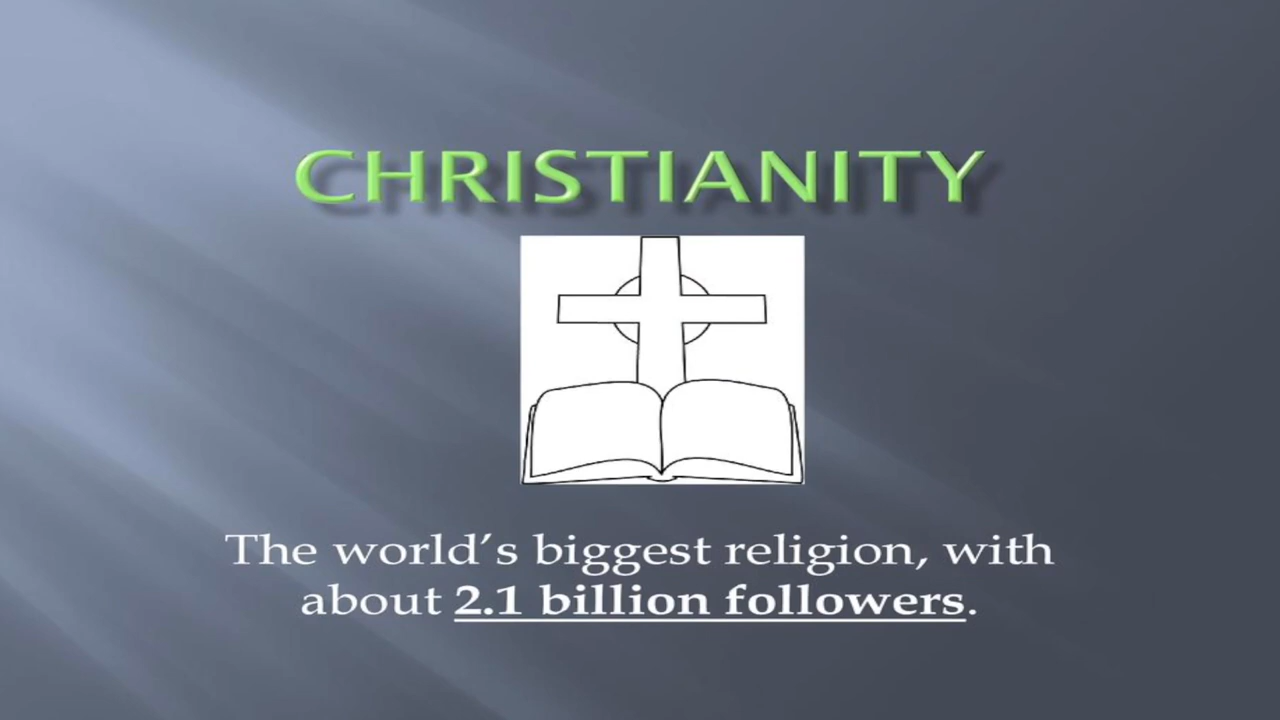 CHRISTIANITY
The world’s biggest religion, with
about 2.1 billion followers.